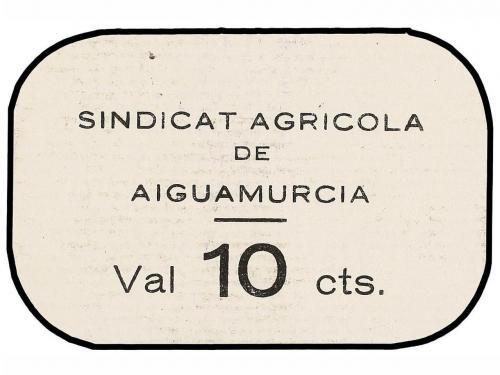 SINDICAT AGRICOLA
DE
AIGUAMURCIA
Val 10 cts.